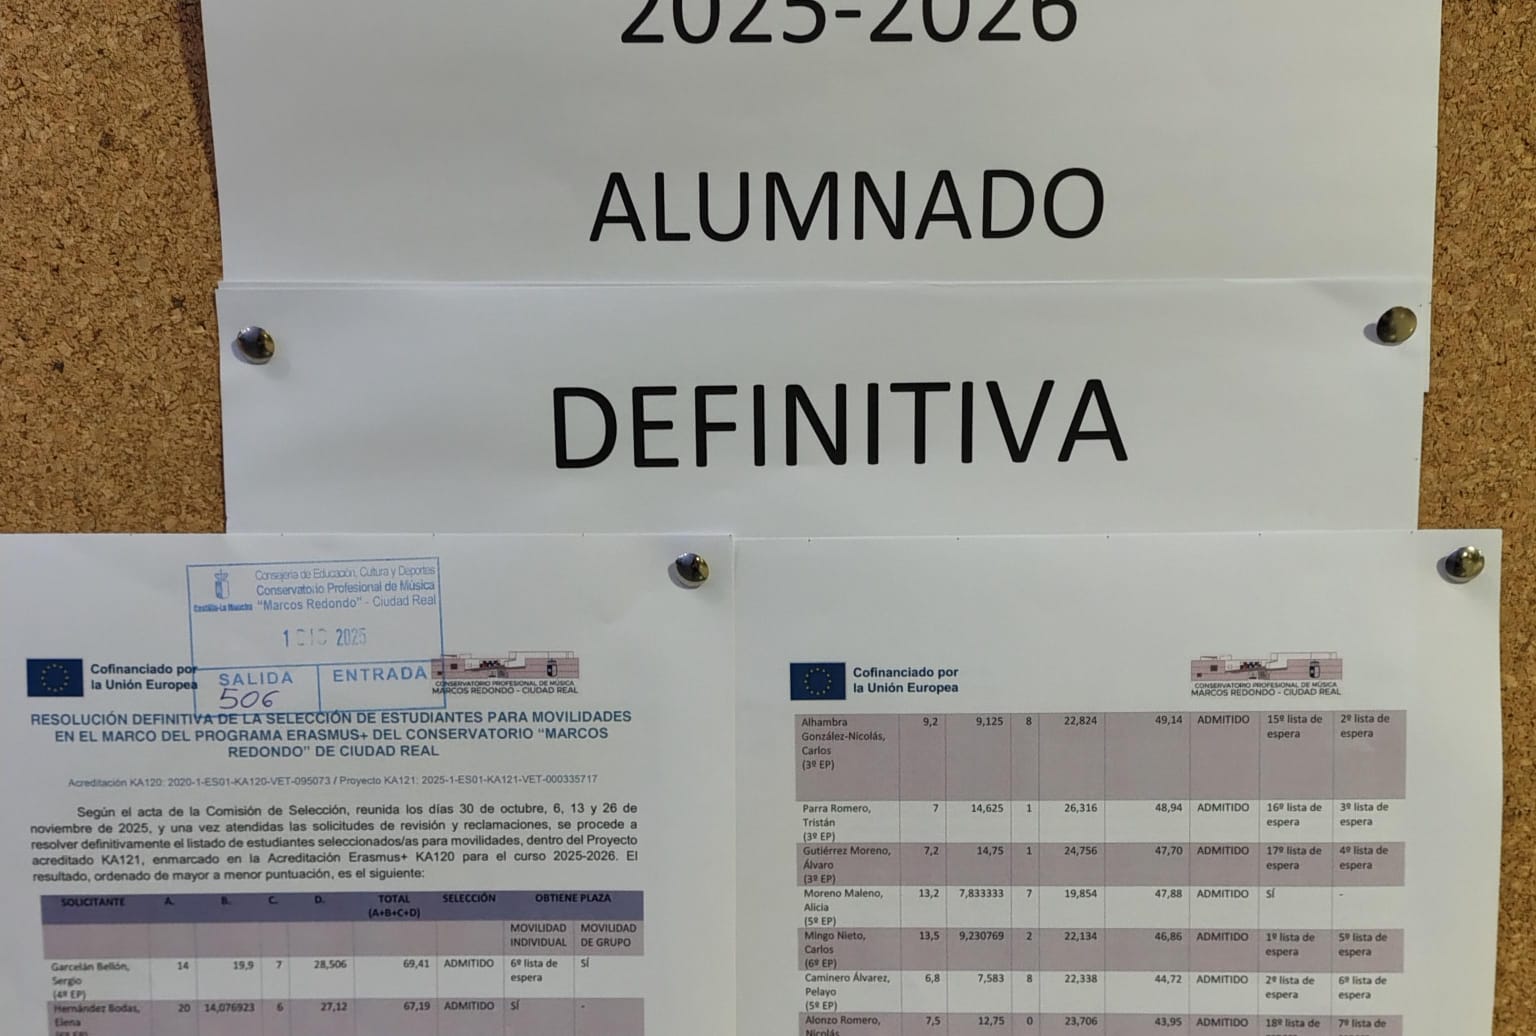 2025-2026
ALUMNADO
DEFINITIVA
Consejería de Educación, Cultura y Deportes
Conservatorio Profesional de Música
"Marcos Redondo" - Ciudad Real
Castilla-La Mancha
1 DIC 2025
SALIDA ENTRADA
506
Cofinanciado por
la Unión Europea
CONSERVATORIO PROFESIONAL DE MÚSICA
MARCOS REDONDO - CIUDAD REAL
RESOLUCIÓN DEFINITIVA DE LA SELECCIÓN DE ESTUDIANTES PARA MOVILIDADES
EN EL MARCO DEL PROGRAMA ERASMUS+ DEL CONSERVATORIO "MARCOS
REDONDO" DE CIUDAD REAL
Acreditación KA120: 2020-1-ES01-KA120-VET-095073 / Proyecto KA121: 2025-1-ES01-KA121-VET-000335717
Según el acta de la Comisión de Selección, reunida los días 30 de octubre, 6, 13 y 26 de
noviembre de 2025, y una vez atendidas las solicitudes de revisión y reclamaciones, se procede a
resolver definitivamente el listado de estudiantes seleccionados/as para movilidades, dentro del Proyecto
acreditado KA121, enmarcado en la Acreditación Erasmus+ KA120 para el curso 2025-2026. El
resultado, ordenado de mayor a menor puntuación, es el siguiente:
SOLICITANTE A. B. C. D. TOTAL SELECCIÓN OBTIENE PLAZA
(A+B+C+D)
MOVILIDAD MOVILIDAD
INDIVIDUAL DE GRUPO
Garcelán Bellón, 14 19,9 7 28,506 69,41 ADMITIDO 6º lista de SÍ
Sergio espera
(4º EP)
Hernández Bodas, 20 14,076923 6 27,12 67,19 ADMITIDO SÍ -
Elena
Cofinanciado por
la Unión Europea
CONSERVATORIO PROFESIONAL DE MÚSICA
MARCOS REDONDO - CIUDAD REAL
Alhambra 9,2 9,125 8 22,824 49,14 ADMITIDO 15º lista de 2º lista de
González-Nicolás, espera espera
Carlos
(3º EP)
Parra Romero, 7 14,625 1 26,316 48,94 ADMITIDO 16º lista de 3º lista de
Tristán espera espera
(3º EP)
Gutiérrez Moreno, 7,2 14,75 1 24,756 47,70 ADMITIDO 17º lista de 4º lista de
Álvaro espera espera
(3º EP)
Moreno Maleno, 13,2 7,833333 7 19,854 47,88 ADMITIDO SÍ -
Alicia
(5º EP)
Mingo Nieto, 13,5 9,230769 2 22,134 46,86 ADMITIDO 1º lista de 5º lista de
Carlos espera espera
(6º EP)
Caminero Álvarez, 6,8 7,583 8 22,338 44,72 ADMITIDO 2º lista de 6º lista de
Pelayo espera espera
(5º EP)
Alonzo Romero, 7,5 12,75 0 23,706 43,95 ADMITIDO 18º lista de 7º lista de
Nicolás espera espera